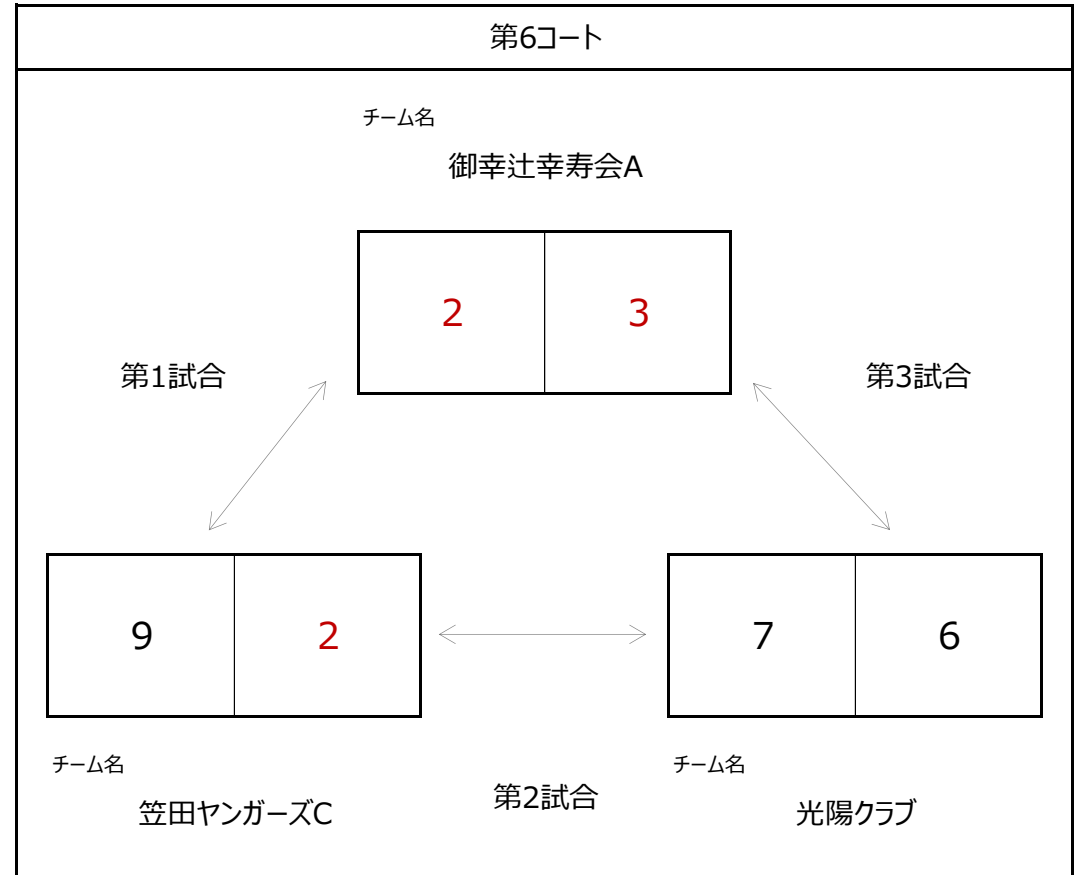 第6コート
チーム名
御幸辻幸寿会A
2 3
第1試合 第3試合
9 2 7 6
チーム名 チーム名
第2試合
笠田ヤンガーズC 光陽クラブ